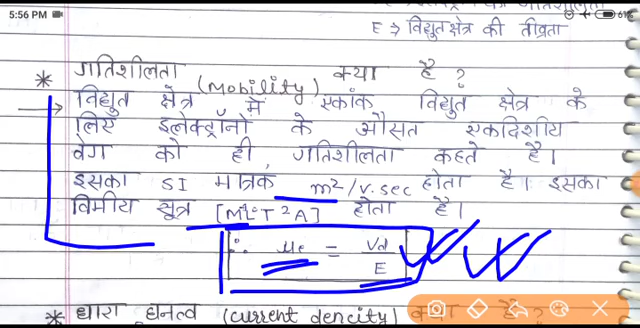 5:56 PM
61%
E → विद्युत क्षेत्र की तीव्रता
* गतिशीलता (Mobility) क्या है ?
→ विद्युत क्षेत्र में एकांक विद्युत क्षेत्र के
लिए इलेक्ट्रॉनो के औसत एकदिशीय
वेग को ही गतिशीलता कहते है।
इसका SI मात्रक m²/v.sec होता है। इसका
विमीय सूत्र होता है।
∴ μe = Vd/E
* धारा घनत्व (current dencity) क्या है ?